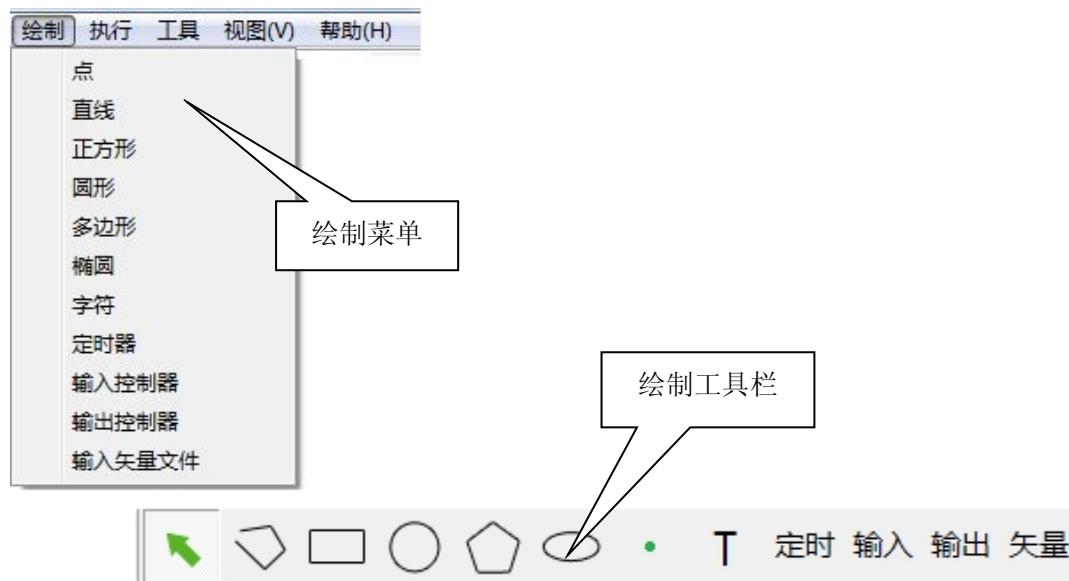 绘制 执行 工具 视图(V) 帮助(H)
点
直线
正方形
圆形
多边形
椭圆
字符
定时器
输入控制器
输出控制器
输入矢量文件
绘制菜单
绘制工具栏
T 定时 输入 输出 矢量